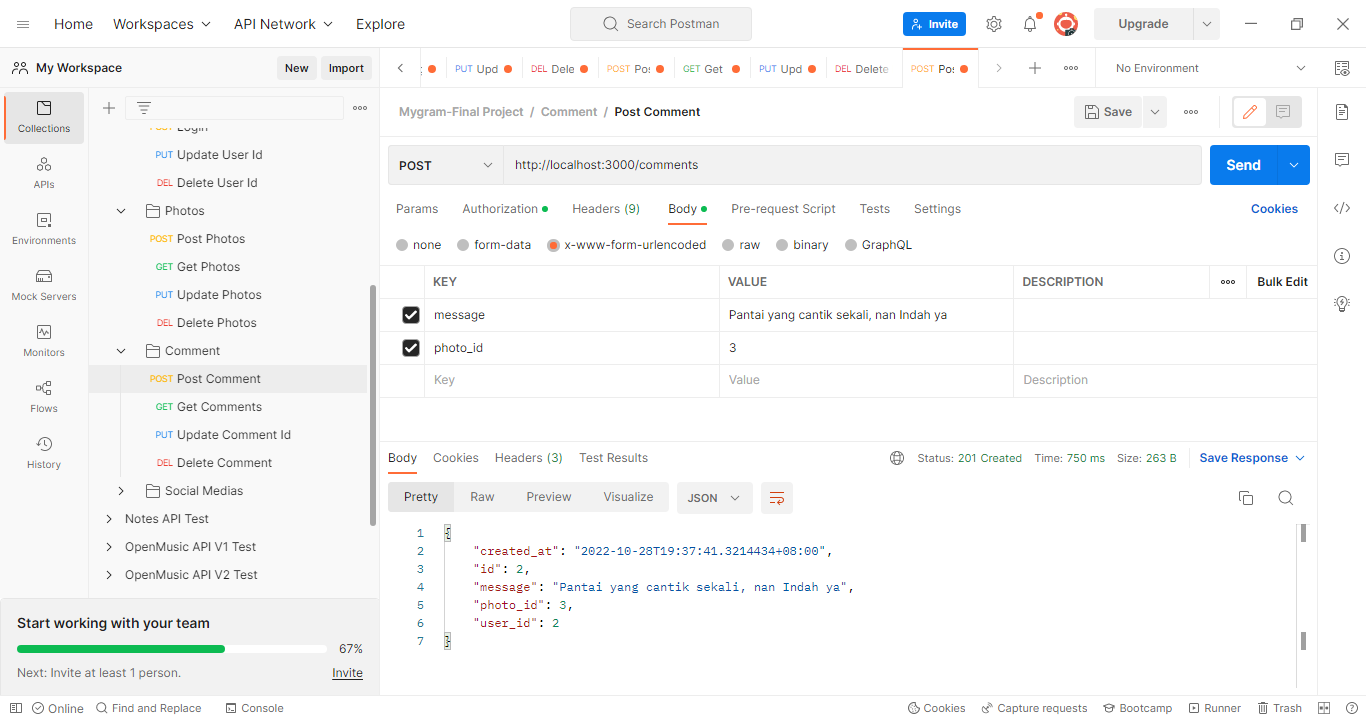 Home Workspaces API Network Explore Search Postman Invite Upgrade
My Workspace New Import
PUT Upd DEL Dele POST Po: GET Get PUT Upd DEL Delete POST Po: No Environment
Collections
APIs
Environments
Mock Servers
Monitors
Flows
History
POST Login
PUT Update User Id
DEL Delete User Id
Photos
POST Post Photos
GET Get Photos
PUT Update Photos
DEL Delete Photos
Comment
POST Post Comment
GET Get Comments
PUT Update Comment Id
DEL Delete Comment
Social Medias
Notes API Test
OpenMusic API V1 Test
OpenMusic API V2 Test
Start working with your team
67%
Next: Invite at least 1 person. Invite
Mygram-Final Project / Comment / Post Comment Save
POST http://localhost:3000/comments Send
Params Authorization Headers (9) Body Pre-request Script Tests Settings Cookies
none form-data x-www-form-urlencoded raw binary GraphQL
KEY VALUE DESCRIPTION Bulk Edit
message Pantai yang cantik sekali, nan Indah ya
photo_id 3
Key Value Description
Body Cookies Headers (3) Test Results Status: 201 Created Time: 750 ms Size: 263 B Save Response
Pretty Raw Preview Visualize JSON
1 {
2 "created_at": "2022-10-28T19:37:41.3214434+08:00",
3 "id": 2,
4 "message": "Pantai yang cantik sekali, nan Indah ya",
5 "photo_id": 3,
6 "user_id": 2
7 }
Online Find and Replace Console Cookies Capture requests Bootcamp Runner Trash